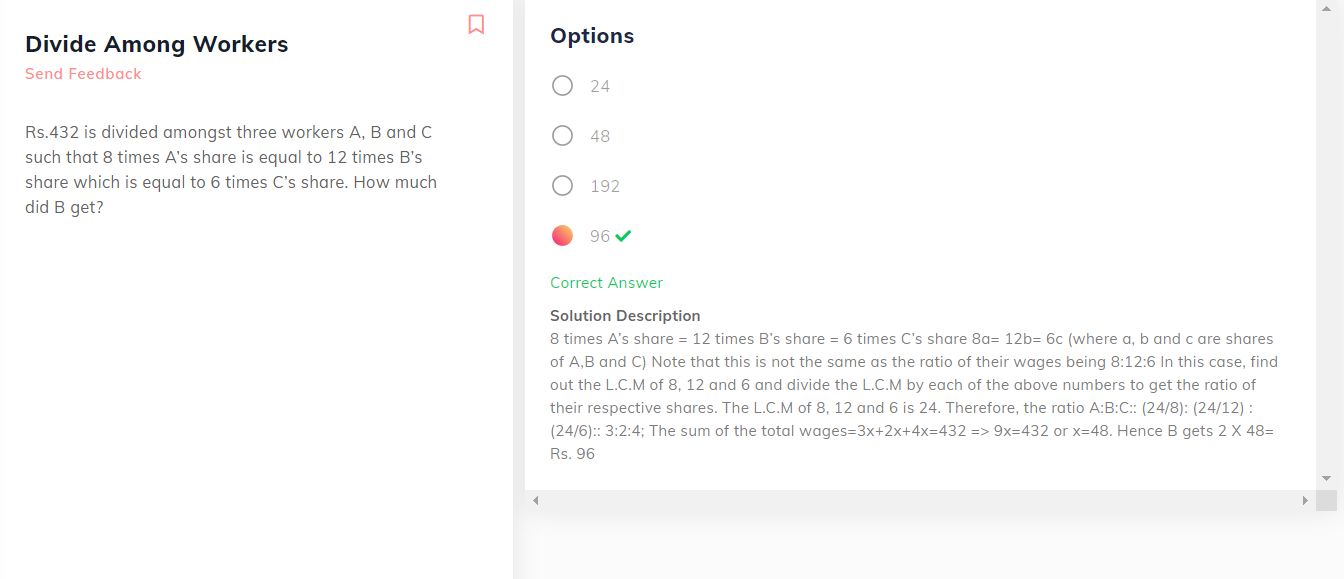 Divide Among Workers
Send Feedback
Rs.432 is divided amongst three workers A, B and C
such that 8 times A's share is equal to 12 times B's
share which is equal to 6 times C's share. How much
did B get?
Options
24
48
192
96
Correct Answer
Solution Description
8 times A's share = 12 times B's share = 6 times C's share 8a= 12b= 6c (where a, b and c are shares
of A,B and C) Note that this is not the same as the ratio of their wages being 8:12:6 In this case, find
out the L.C.M of 8, 12 and 6 and divide the L.C.M by each of the above numbers to get the ratio of
their respective shares. The L.C.M of 8, 12 and 6 is 24. Therefore, the ratio A:B:C:: (24/8): (24/12) :
(24/6):: 3:2:4; The sum of the total wages=3x+2x+4x=432 => 9x=432 or x=48. Hence B gets 2 X 48=
Rs. 96